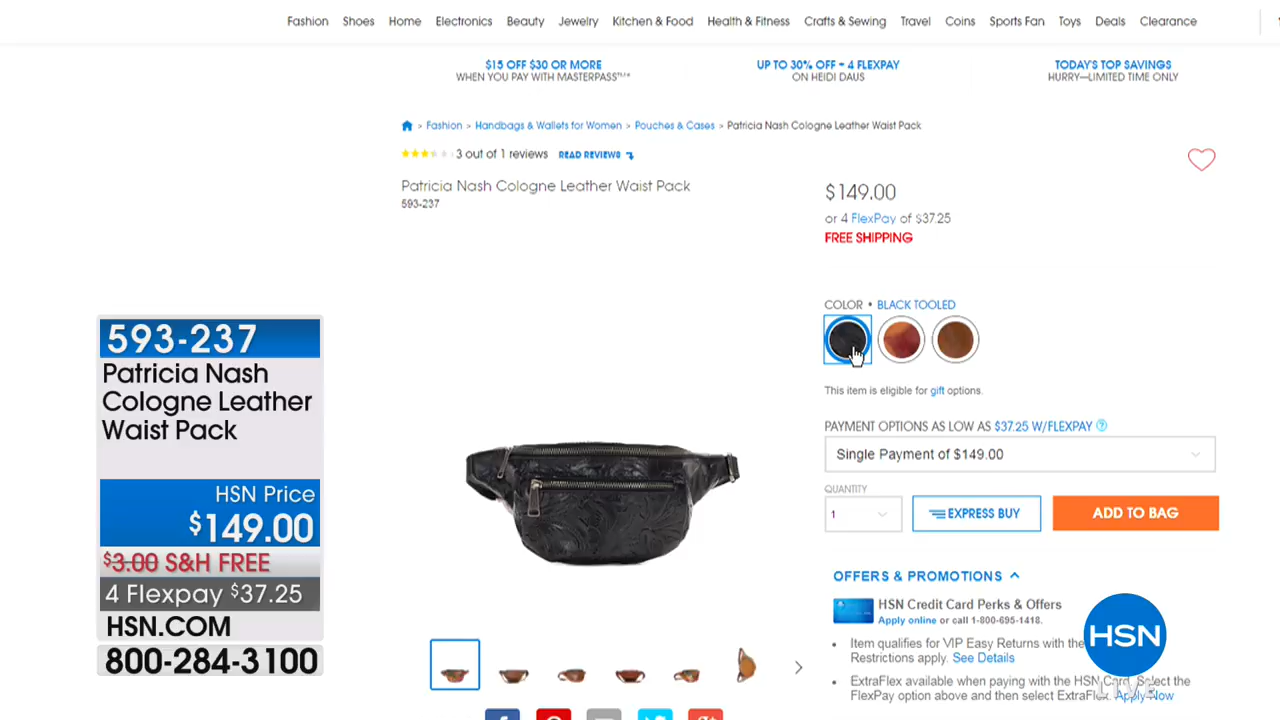 Fashion Shoes Home Electronics Beauty Jewelry Kitchen & Food Health & Fitness Crafts & Sewing Travel Coins Sports Fan Toys Deals Clearance
$15 OFF $30 OR MORE
WHEN YOU PAY WITH MASTERPASS™/*
UP TO 30% OFF + 4 FLEXPAY
ON HEIDI DAUS
TODAY'S TOP SAVINGS
HURRY—LIMITED TIME ONLY
> Fashion > Handbags & Wallets for Women > Pouches & Cases > Patricia Nash Cologne Leather Waist Pack
3 out of 1 reviews READ REVIEWS
Patricia Nash Cologne Leather Waist Pack
593-237
$149.00
or 4 FlexPay of $37.25
FREE SHIPPING
COLOR • BLACK TOOLED
This item is eligible for gift options.
PAYMENT OPTIONS AS LOW AS $37.25 W/FLEXPAY ?
Single Payment of $149.00
QUANTITY
1
EXPRESS BUY
ADD TO BAG
OFFERS & PROMOTIONS
HSN Credit Card Perks & Offers
Apply online or call 1-800-695-1418.
• Item qualifies for VIP Easy Returns with the
Restrictions apply. See Details
• ExtraFlex available when paying with the HSN Card. Select the
FlexPay option above and then select ExtraFlex. Apply Now
593-237
Patricia Nash
Cologne Leather
Waist Pack
HSN Price
$149.00
$3.00 S&H FREE
4 Flexpay $37.25
HSN.COM
800-284-3100
HSN
LIVE